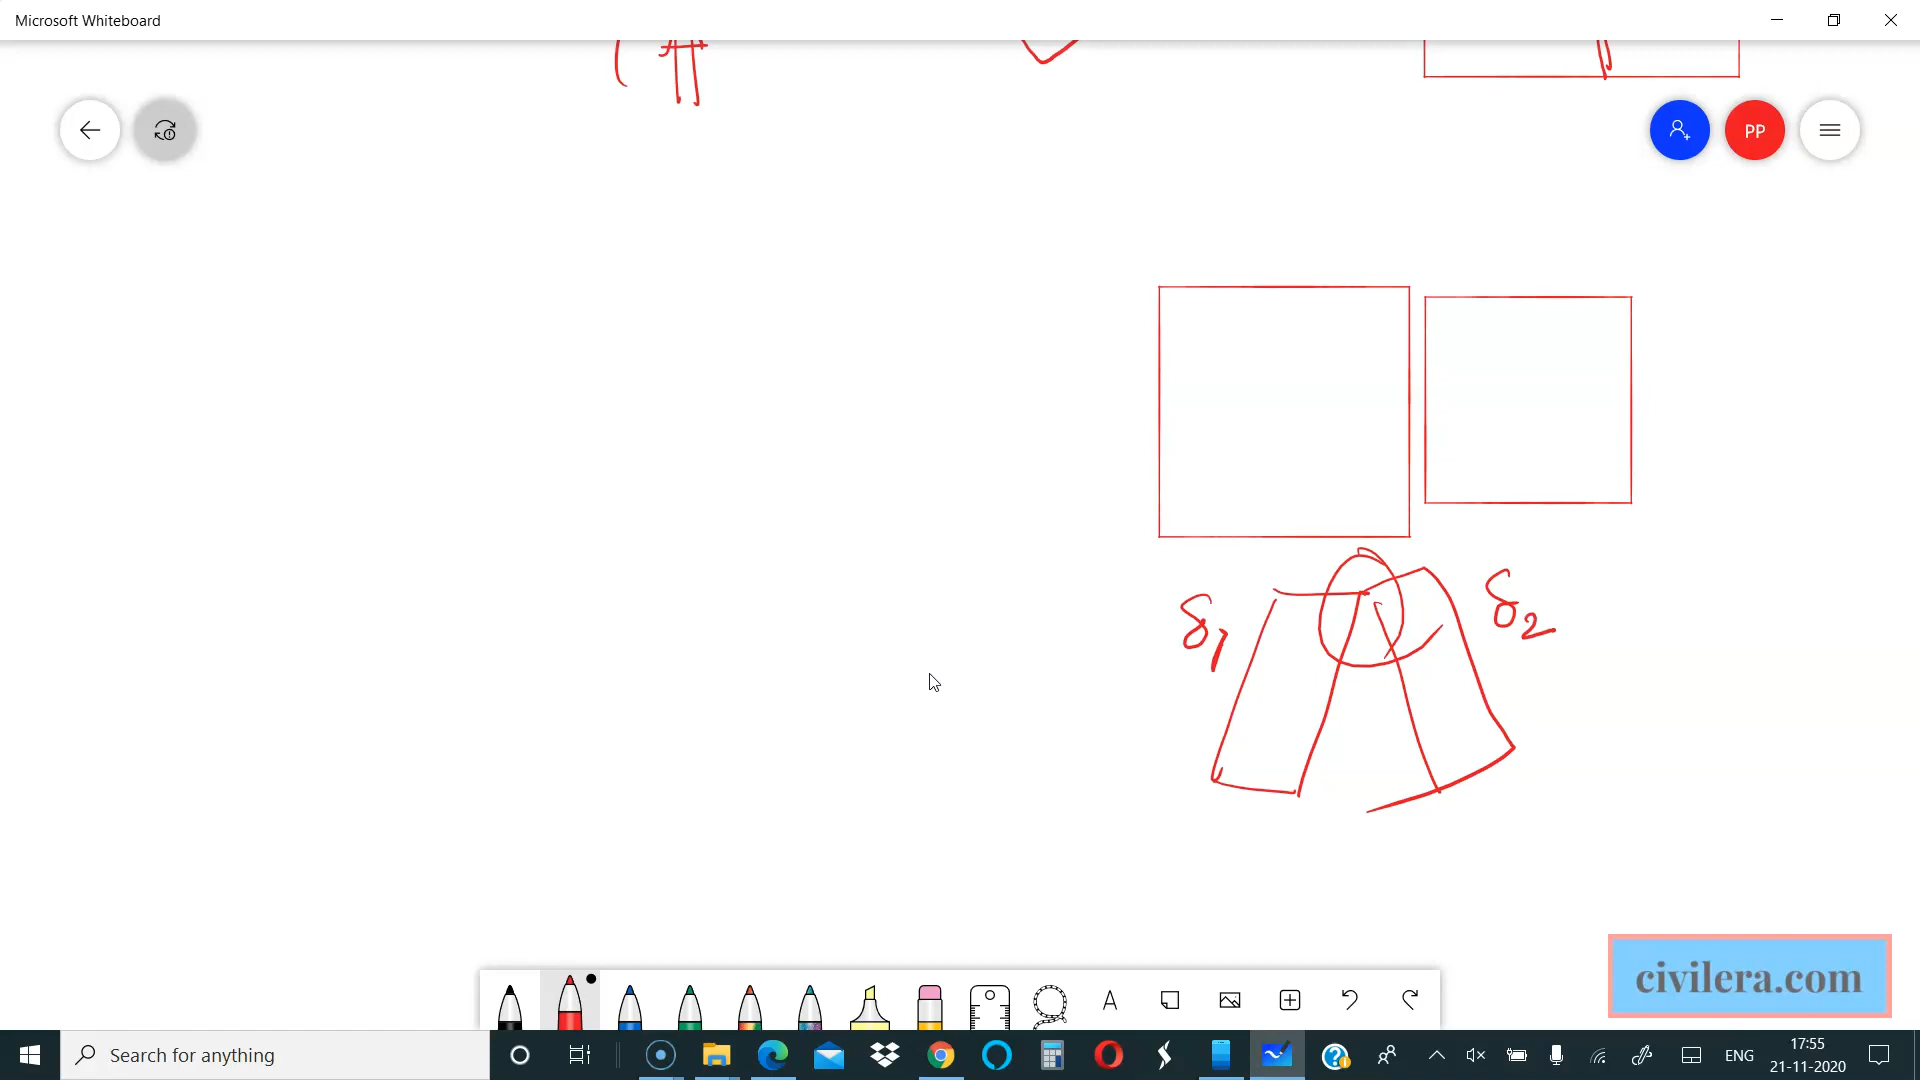 Microsoft Whiteboard
PP
δ1
δ2
civilera.com
A
Search for anything
ENG
17:55
21-11-2020